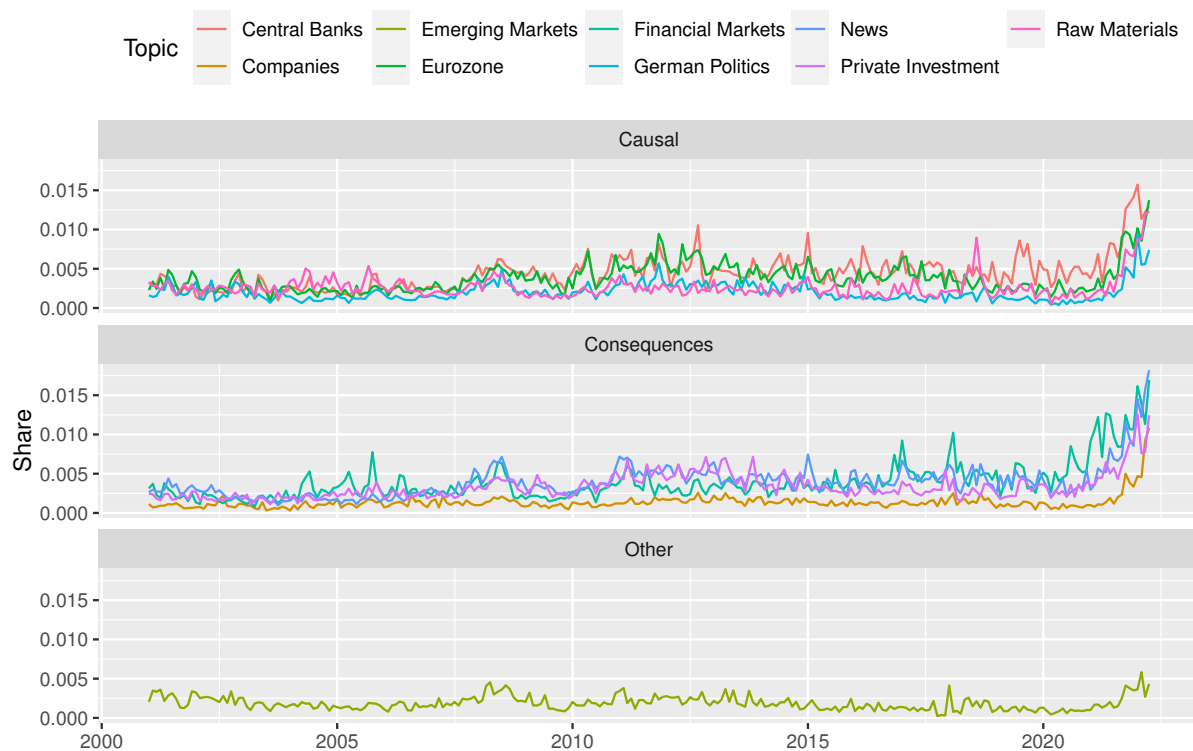 Topic
Central Banks
Emerging Markets
Financial Markets
News
Raw Materials
Companies
Eurozone
German Politics
Private Investment
Causal
0.015
0.010
0.005
0.000
Consequences
0.015
0.010
0.005
0.000
Share
Other
0.015
0.010
0.005
0.000
2000
2005
2010
2015
2020